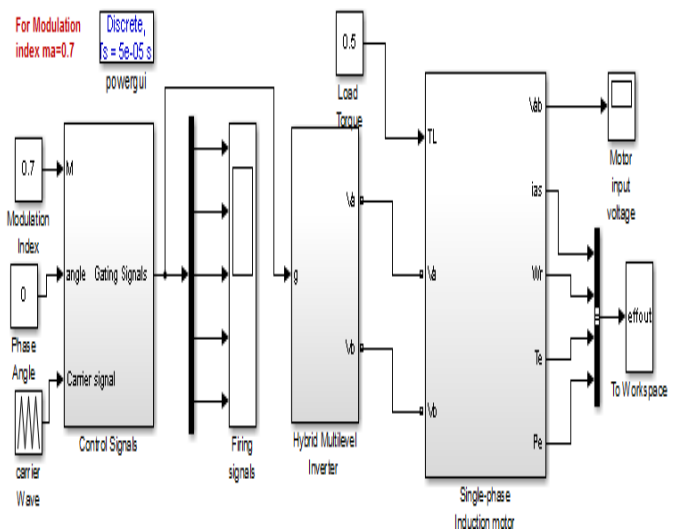 For Modulation
index ma=0.7
Discrete,
Ts = 5e-05 s
powergui
0.5
Load
Torque
0.7
Modulation
Index
0
Phase
Angle
carrier
Wave
M
angle
Gating Signals
Carrier signal
Control Signals
Firing
signals
g
Va
Vb
Hybrid Multilevel
Inverter
TL
Va
Vb
Vab
ias
Wr
Te
Pe
Single-phase
Induction motor
Motor
input
voltage
effout
To Workspace